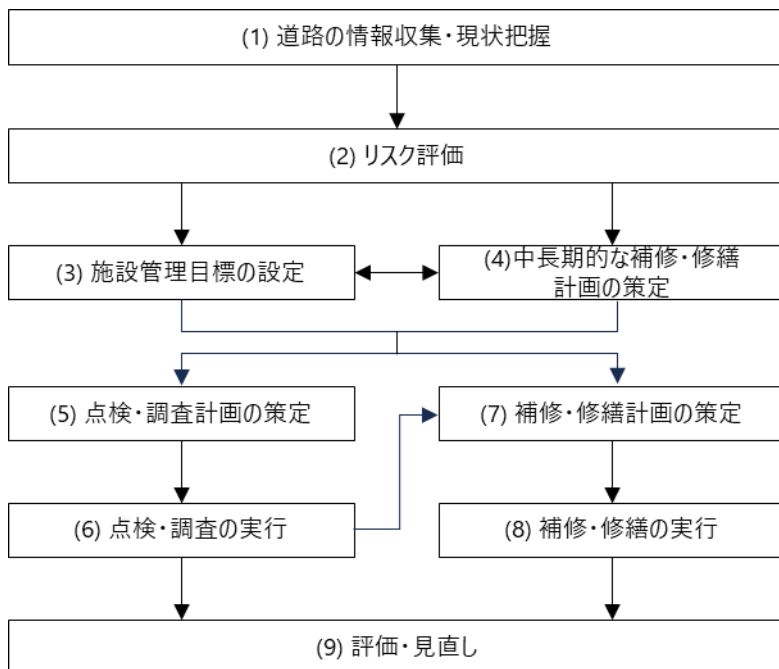 (1) 道路の情報収集・現状把握
(2) リスク評価
(3) 施設管理目標の設定
(4)中長期的な補修・修繕
計画の策定
(5) 点検・調査計画の策定
(7) 補修・修繕計画の策定
(6) 点検・調査の実行
(8) 補修・修繕の実行
(9) 評価・見直し